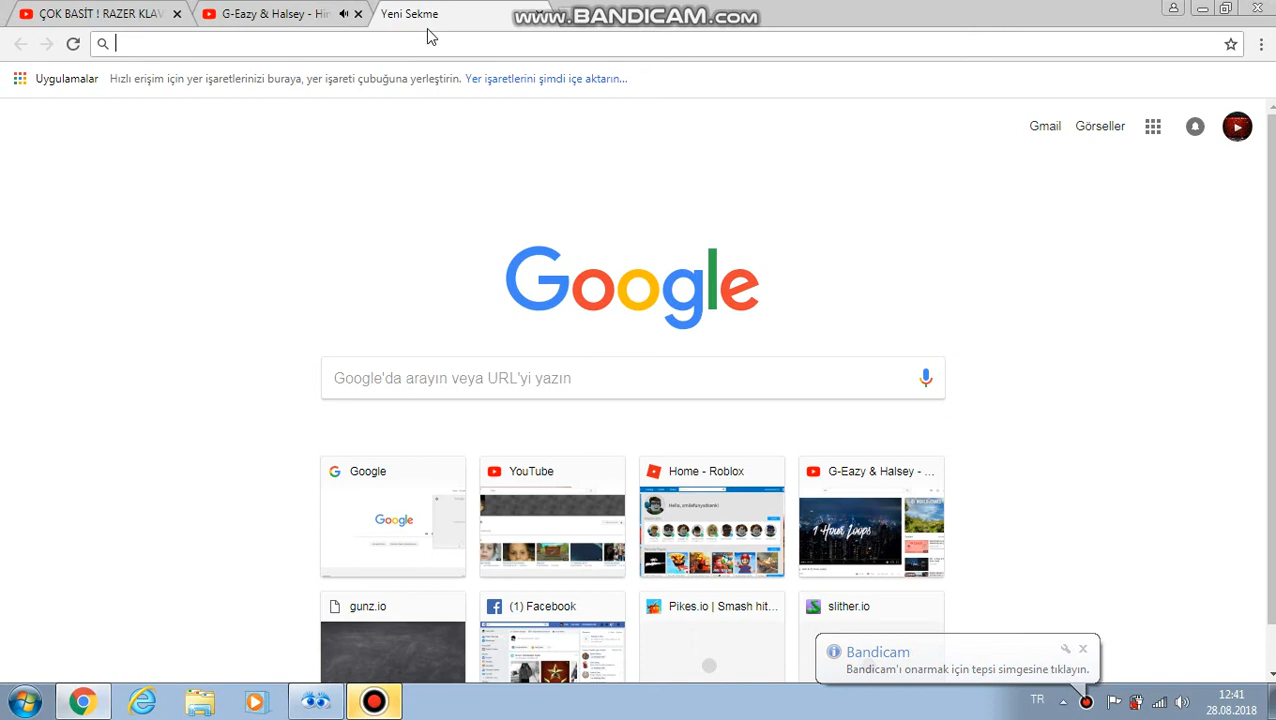 ÇOK BASİT ! ROZET KLAV
G-Eazy & Halsey - Hir
Yeni Sekme
WWW.BANDICAM.COM
Uygulamalar
Hızlı erişim için yer işaretlerinizi buraya, yer işareti çubuğuna yerleştirin. Yer işaretlerini şimdi içe aktarın...
Gmail
Görseller
Google
Google'da arayın veya URL'yi yazın
Google
YouTube
Home - Roblox
G-Eazy & Halsey - ...
Google
1 Hour Loops
gunz.io
(1) Facebook
Pikes.io | Smash hit...
slither.io
Bandicam
Bandicam'ı onarmak için tepsi simgesini tıklayın.
TR
12:41
28.08.2018